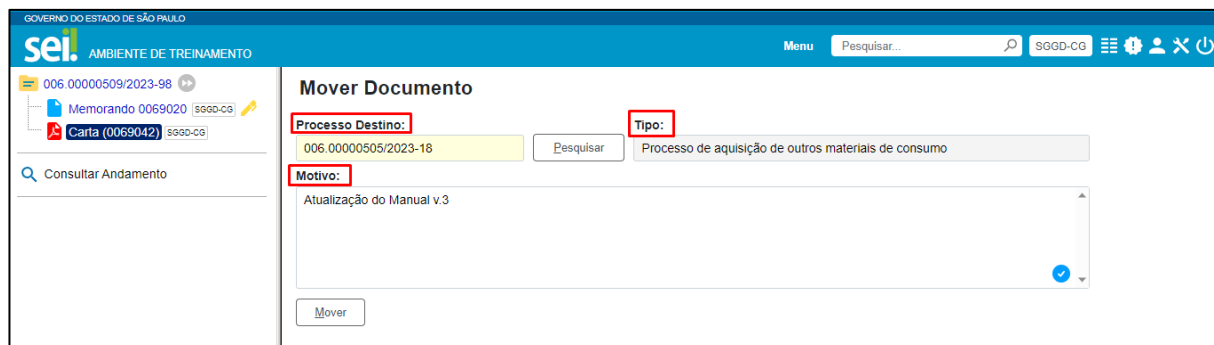 GOVERNO DO ESTADO DE SÃO PAULO
sei! AMBIENTE DE TREINAMENTO
Menu
Pesquisar...
SGGD-CG
006.00000509/2023-98
Memorando 0069020 SGGD-CG
Carta (0069042) SGGD-CG
Consultar Andamento
Mover Documento
Processo Destino:
Tipo:
006.00000505/2023-18
Pesquisar
Processo de aquisição de outros materiais de consumo
Motivo:
Atualização do Manual v.3
Mover